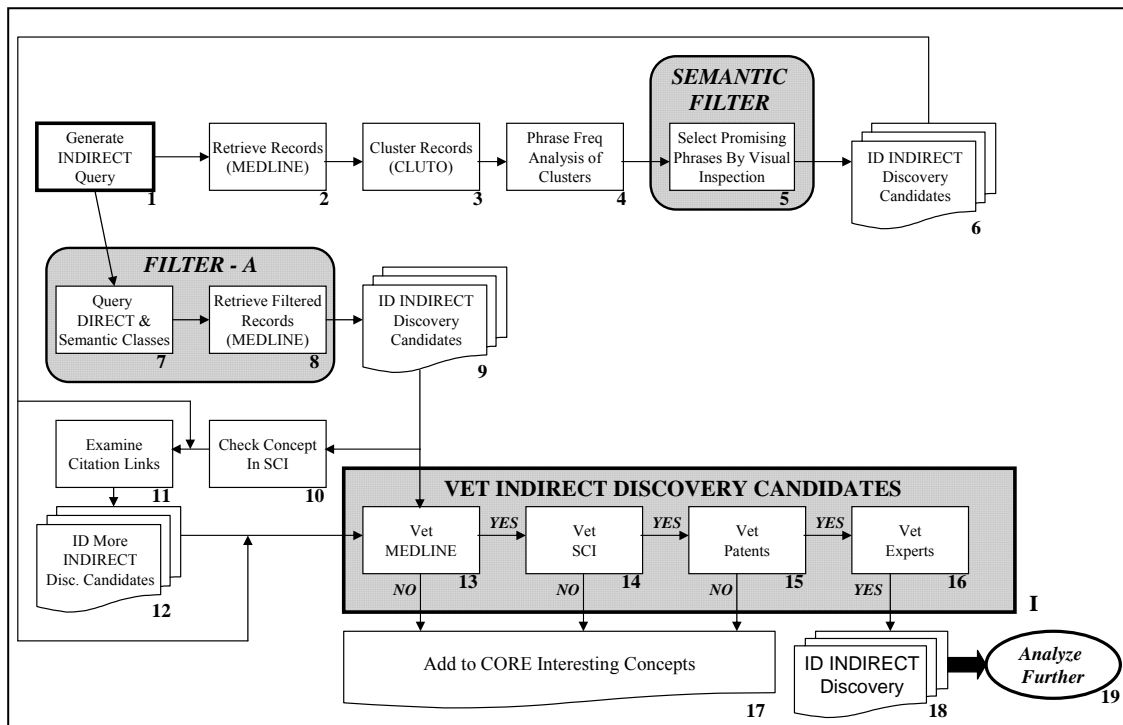 SEMANTIC
FILTER
Generate
INDIRECT
Query
1
Retrieve Records
(MEDLINE)
2
Cluster Records
(CLUTO)
3
Phrase Freq
Analysis of
Clusters
4
Select Promising
Phrases By Visual
Inspection
5
ID INDIRECT
Discovery
Candidates
6
FILTER - A
Query
DIRECT &
Semantic Classes
7
Retrieve Filtered
Records
(MEDLINE)
8
ID INDIRECT
Discovery
Candidates
9
Examine
Citation Links
11
Check Concept
In SCI
10
VET INDIRECT DISCOVERY CANDIDATES
ID More
INDIRECT
Disc. Candidates
12
Vet
MEDLINE
13
YES
NO
Vet
SCI
14
YES
NO
Vet
Patents
15
YES
NO
Vet
Experts
16
YES
I
Add to CORE Interesting Concepts
17
ID INDIRECT
Discovery
18
Analyze
Further
19